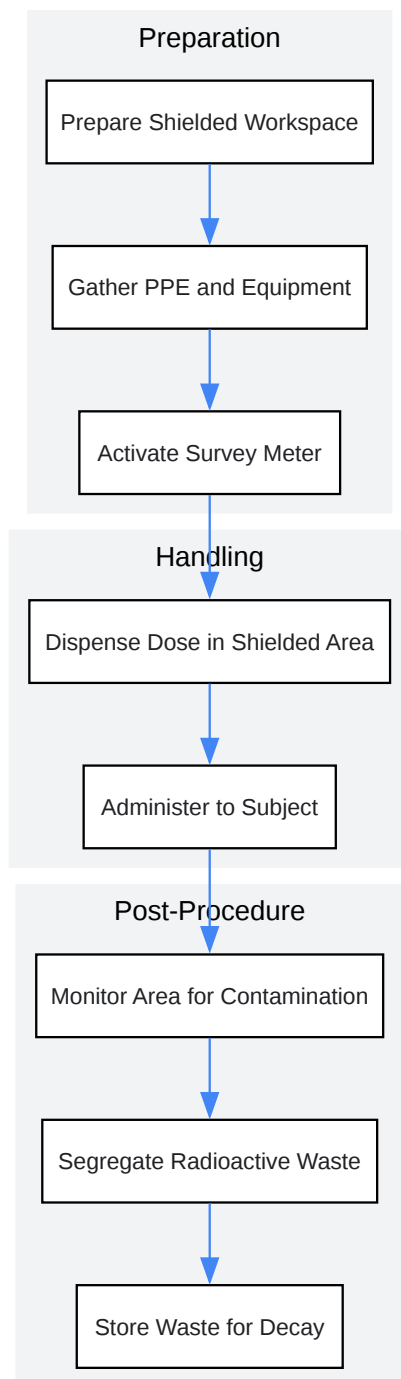 Preparation
Prepare Shielded Workspace
Gather PPE and Equipment
Activate Survey Meter
Handling
Dispense Dose in Shielded Area
Administer to Subject
Post-Procedure
Monitor Area for Contamination
Segregate Radioactive Waste
Store Waste for Decay